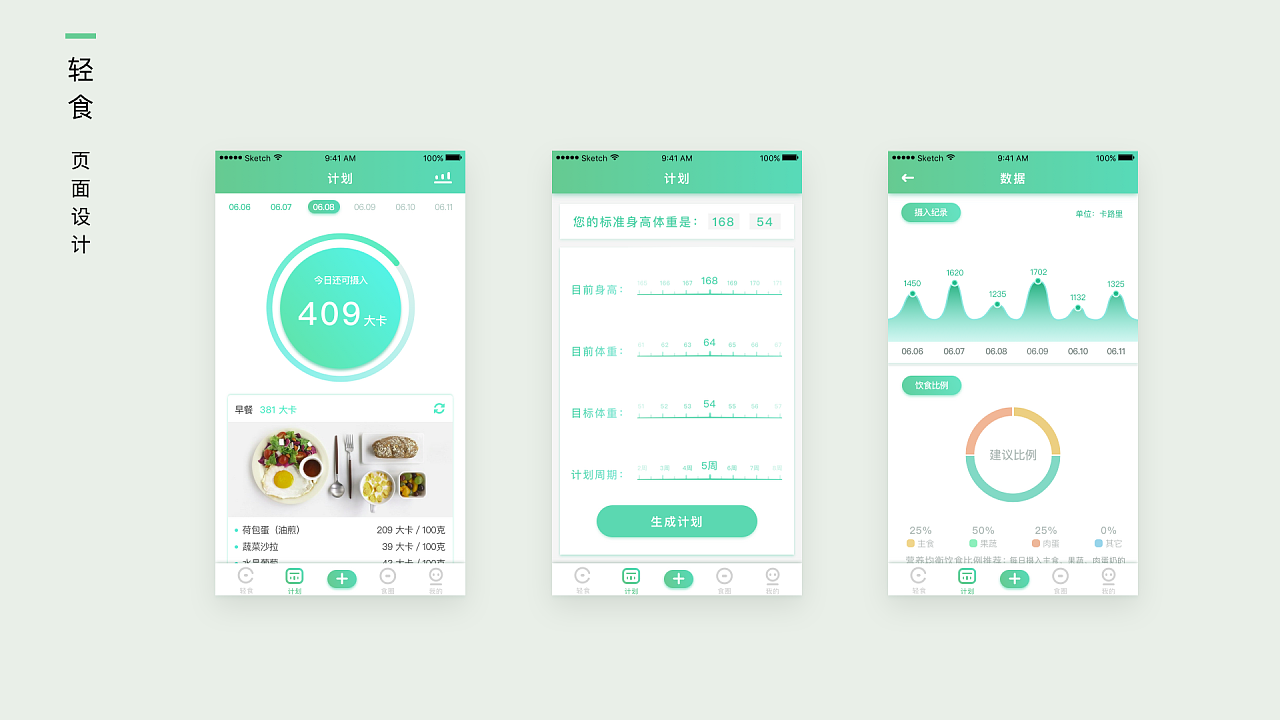 轻食
页面设计
Sketch 9:41 AM 100%
计划
06.06 06.07 06.08 06.09 06.10 06.11
今日还可摄入
409大卡
早餐 381 大卡
荷包蛋（油煎） 209 大卡 / 100克
蔬菜沙拉 39 大卡 / 100克
水果葡萄 43 大卡 / 100克
轻食 计划 食圈 我的
Sketch 9:41 AM 100%
计划
您的标准身高体重是： 168 54
目前身高： 165 166 167 168 169 170 171
目前体重： 61 62 63 64 65 66 67
目标体重： 51 52 53 54 55 56 57
计划周期： 2周 3周 4周 5周 6周 7周 8周
生成计划
轻食 计划 食圈 我的
Sketch 9:41 AM 100%
数据
摄入纪录 单位：卡路里
1450 1620 1235 1702 1132 1325
06.06 06.07 06.08 06.09 06.10 06.11
饮食比例
建议比例
25% 50% 25% 0%
主食 果蔬 肉蛋 其它
营养均衡饮食比例推荐：每日摄入主食、果蔬、肉蛋奶的
轻食 计划 食圈 我的